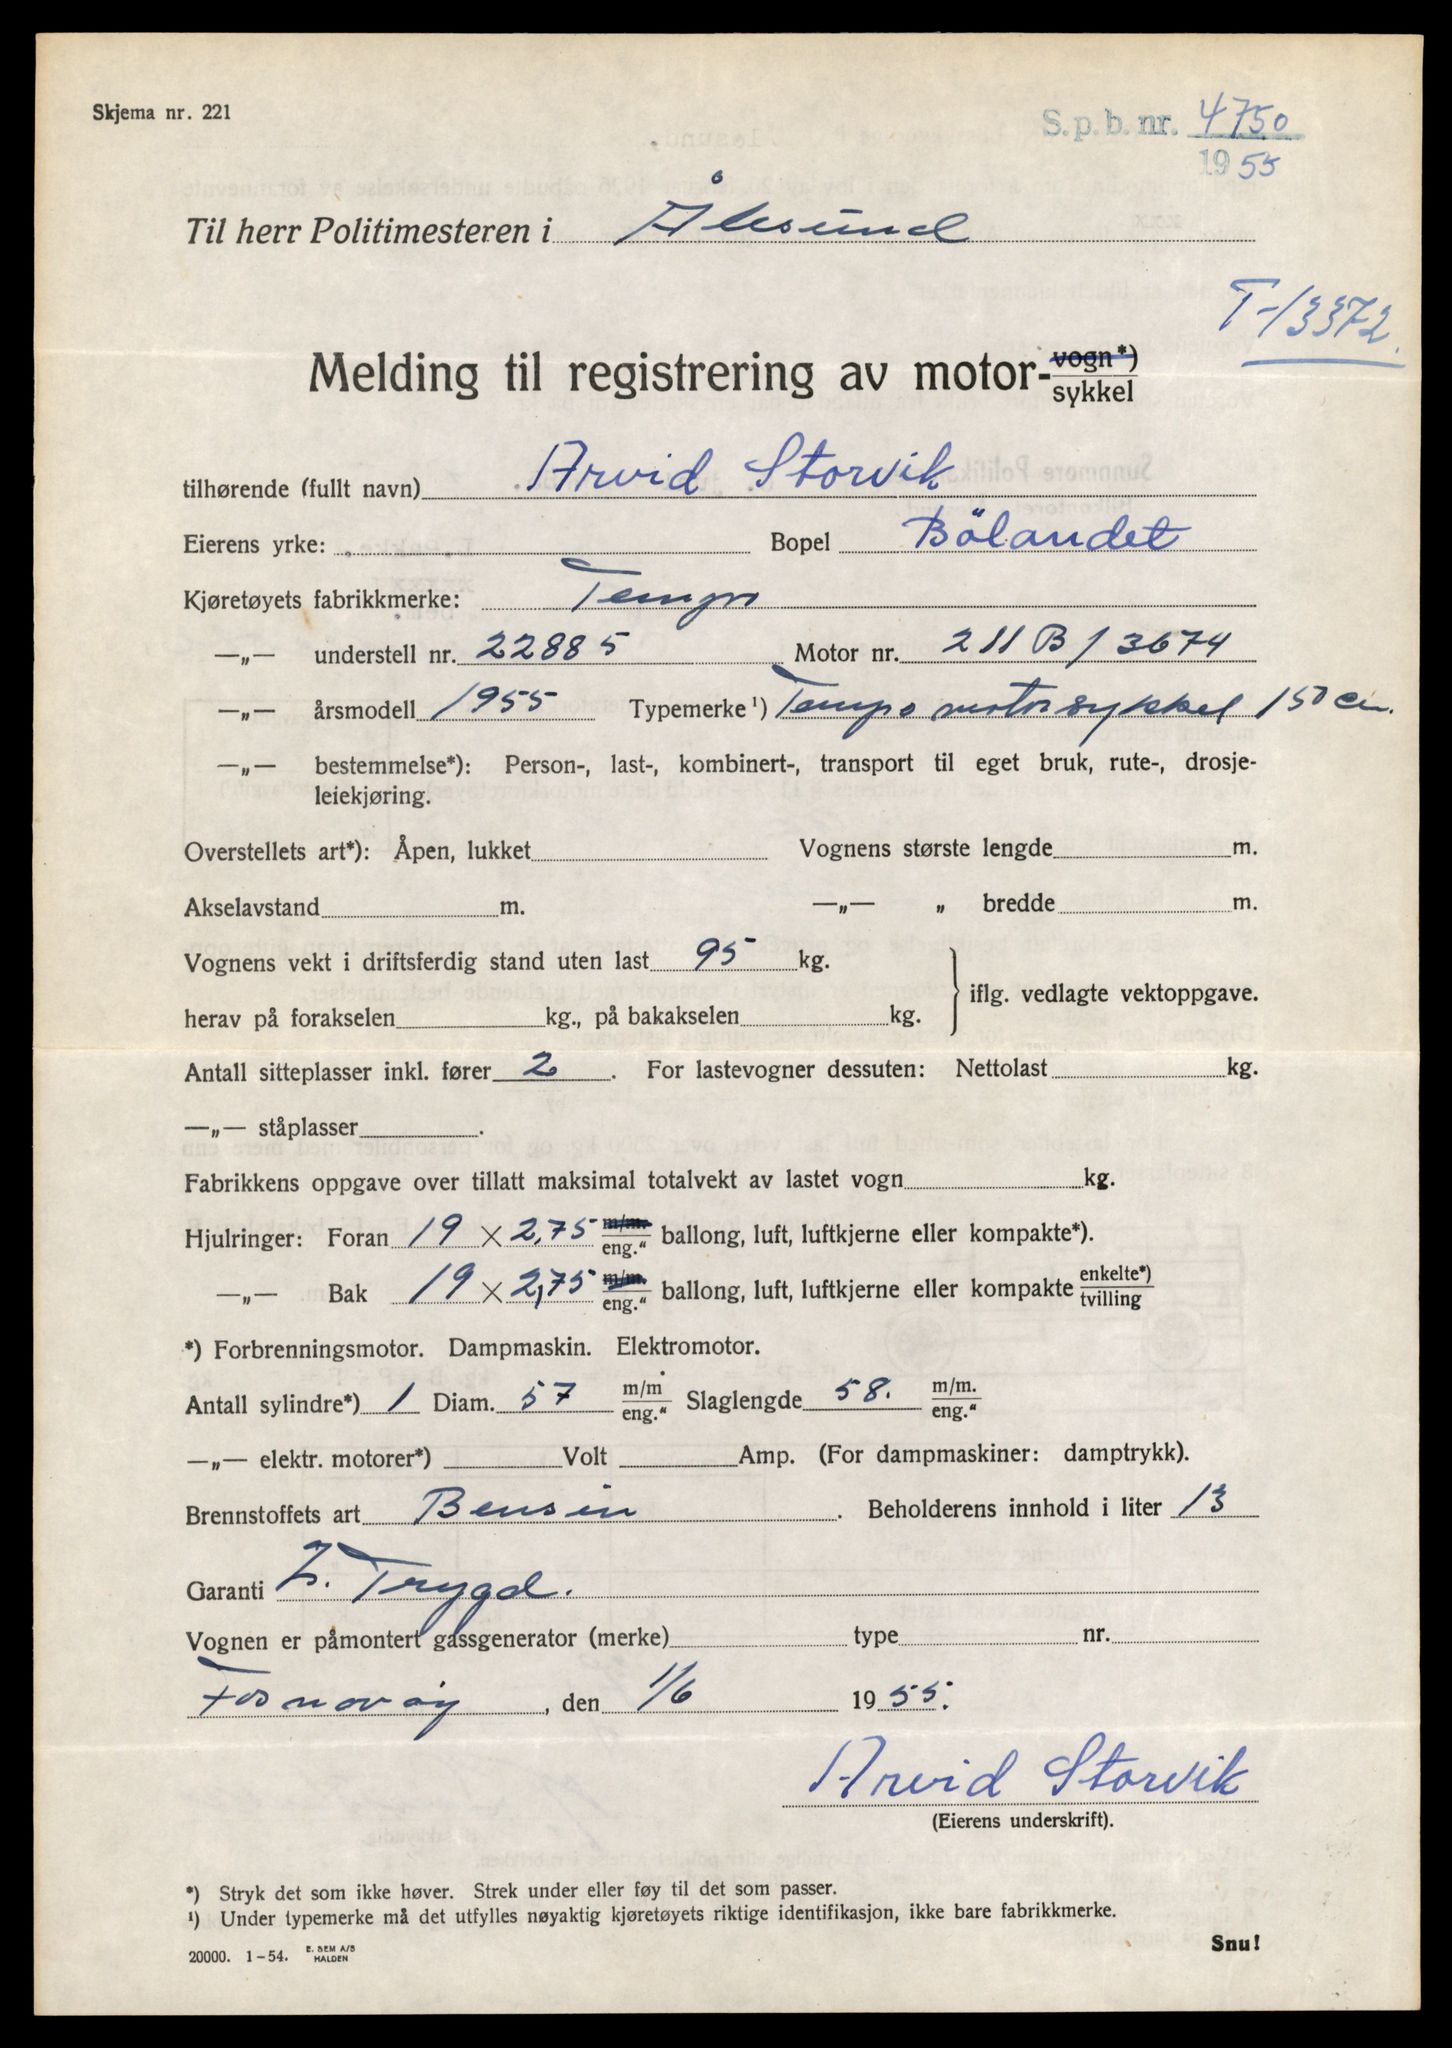 Skjema nr. 221
S.p.b. nr. 4750
1955
Til herr Politimesteren i Ålesund
T-13372.
Melding til registrering av motor-vogn*)
sykkel
tilhørende (fullt navn) Arvid Storvik
Eierens yrke: Bopel Bölandet
Kjøretøyets fabrikkmerke: Tempo
—„— understell nr. 22885 Motor nr. 211 B 13674
—„— årsmodell 1955 Typemerke¹) Tempo motorsykkel 150 cm.
—„— bestemmelse*): Person-, last-, kombinert-, transport til eget bruk, rute-, drosje-
leiekjøring.
Overstellets art*): Åpen, lukket Vognens største lengde m.
Akselavstand m. —„— „ bredde m.
Vognens vekt i driftsferdig stand uten last 95 kg.
herav på forakselen kg., på bakakselen kg. iflg. vedlagte vektoppgave.
Antall sitteplasser inkl. fører 2. For lastevogner dessuten: Nettolast kg.
—„— ståplasser.
Fabrikkens oppgave over tillatt maksimal totalvekt av lastet vogn kg.
Hjulringer: Foran 19 × 2,75 m/m. eng.“ ballong, luft, luftkjerne eller kompakte*).
—„— Bak 19 × 2,75 m/m. eng.“ ballong, luft, luftkjerne eller kompakte enkelte*) tvilling
*) Forbrenningsmotor. Dampmaskin. Elektromotor.
Antall sylindre*) 1 Diam. 57 m/m eng.“ Slaglengde 58. m/m. eng.“
—„— elektr. motorer*) Volt Amp. (For dampmaskiner: damptrykk).
Brennstoffets art Bensin. Beholderens innhold i liter 13
Garanti Z. Trygd.
Vognen er påmontert gassgenerator (merke) type nr.
Fosnavåg, den 1/6 1955.
Arvid Storvik
(Eierens underskrift).
*) Stryk det som ikke høver. Strek under eller føy til det som passer.
¹) Under typemerke må det utfylles nøyaktig kjøretøyets riktige identifikasjon, ikke bare fabrikkmerke.
20000. 1-54. E. SEM A/S HALDEN
Snu!